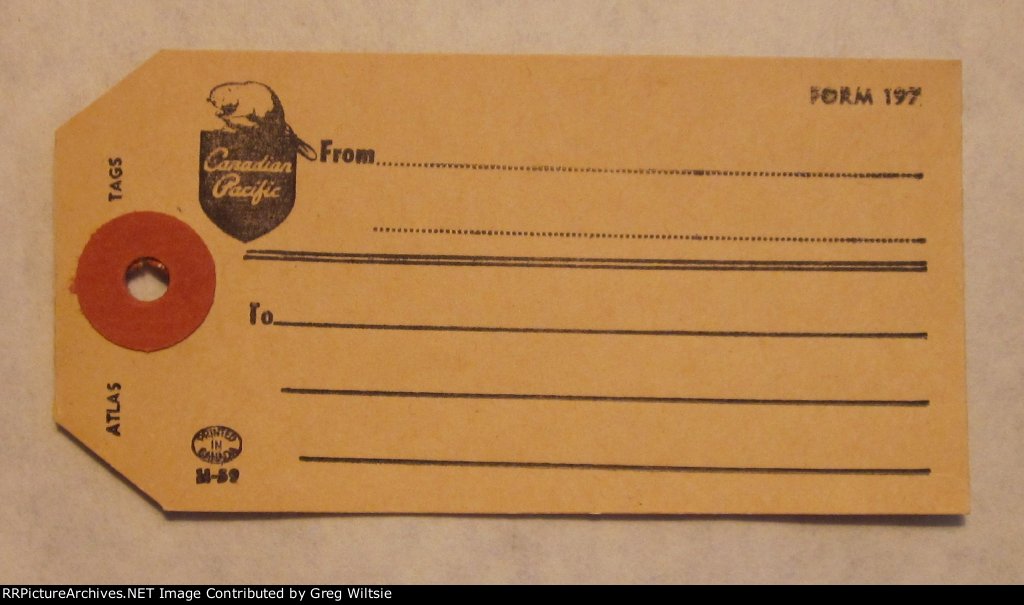 FORM 197
Canadian
Pacific
From
To
TAGS
ATLAS
PRINTED
IN
CANADA
M-59
RRPictureArchives.NET Image Contributed by Greg Wiltsie